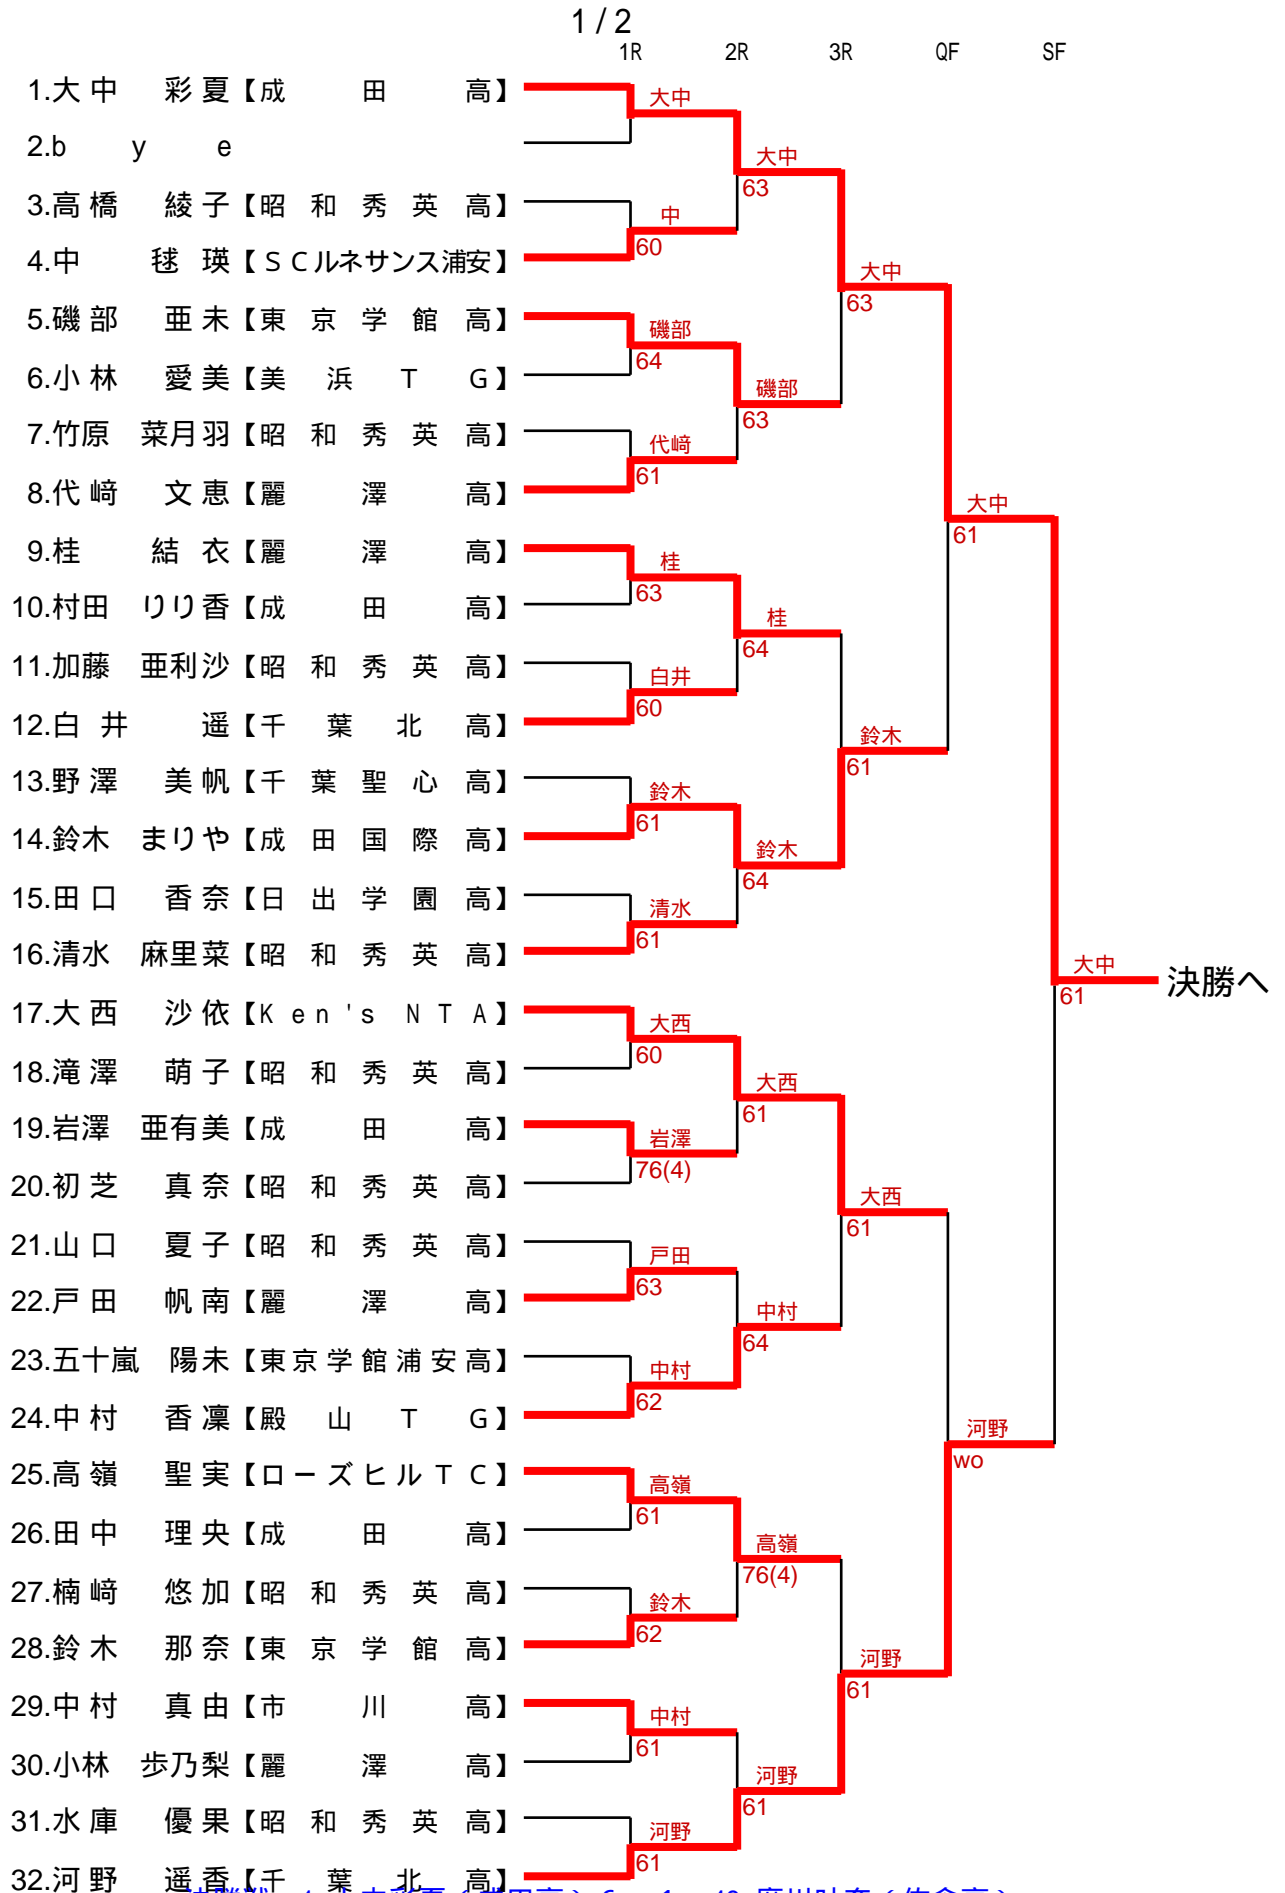 1 / 2
1R 2R 3R QF SF
1.大中 彩夏【成田高】
2.bye
3.高橋 綾子【昭和秀英高】
4.中 毬瑛【SCルネサンス浦安】
5.磯部 亜未【東京学館高】
6.小林 愛美【美浜TG】
7.竹原 菜月羽【昭和秀英高】
8.代﨑 文恵【麗澤高】
9.桂 結衣【麗澤高】
10.村田 りり香【成田高】
11.加藤 亜利沙【昭和秀英高】
12.白井 遥【千葉北高】
13.野澤 美帆【千葉聖心高】
14.鈴木 まりや【成田国際高】
15.田口 香奈【日出学園高】
16.清水 麻里菜【昭和秀英高】
17.大西 沙依【Ken's NTA】
18.滝澤 萌子【昭和秀英高】
19.岩澤 亜有美【成田高】
20.初芝 真奈【昭和秀英高】
21.山口 夏子【昭和秀英高】
22.戸田 帆南【麗澤高】
23.五十嵐 陽未【東京学館浦安高】
24.中村 香凜【殿山TG】
25.高嶺 聖実【ローズヒルTC】
26.田中 理央【成田高】
27.楠﨑 悠加【昭和秀英高】
28.鈴木 那奈【東京学館高】
29.中村 真由【市川高】
30.小林 歩乃梨【麗澤高】
31.水庫 優果【昭和秀英高】
32.河野 遥香【千葉北高】
大中
中
60
磯部
64
代﨑
61
桂
63
白井
60
鈴木
61
清水
61
大西
60
岩澤
76(4)
戸田
63
中村
62
高嶺
61
鈴木
62
中村
61
河野
61
大中
63
磯部
63
桂
64
鈴木
64
大西
61
中村
64
高嶺
76(4)
河野
61
大中
63
鈴木
61
大西
61
河野
61
大中
61
河野
wo
大中
61
決勝へ